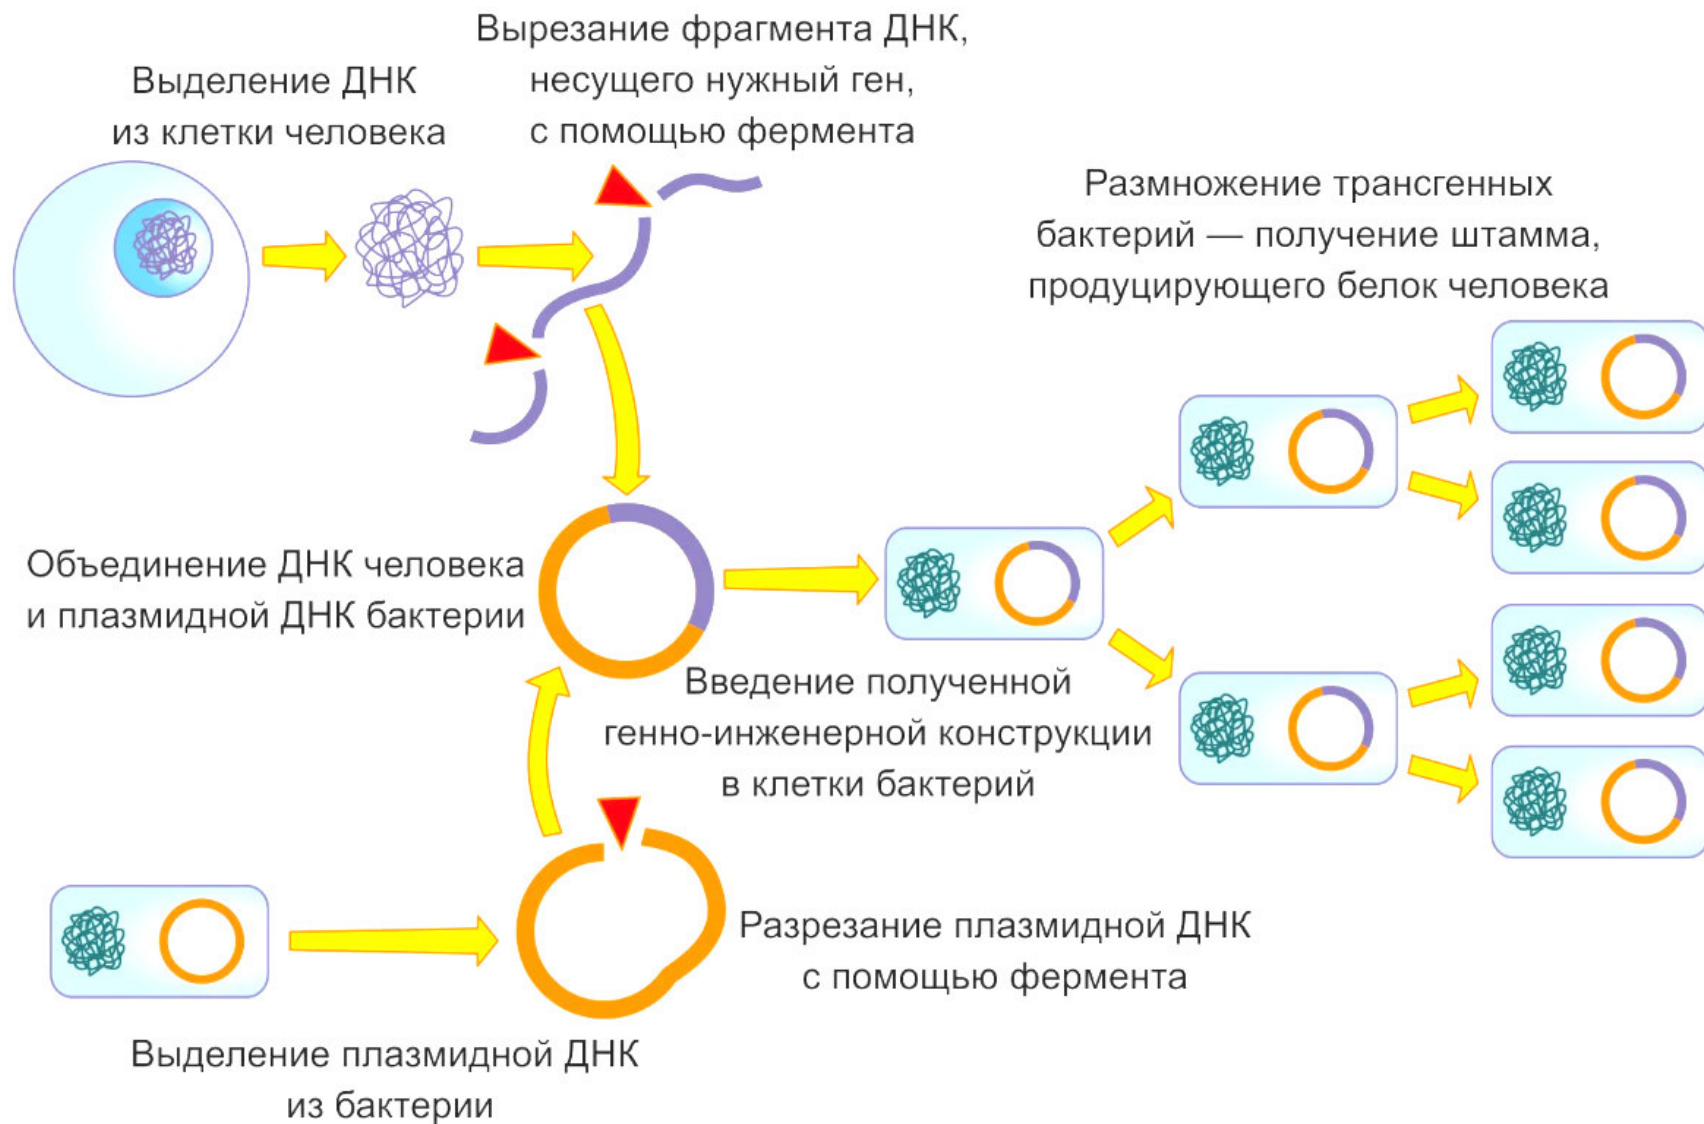 Вырезание фрагмента ДНК,
несущего нужный ген,
с помощью фермента
Выделение ДНК
из клетки человека
Размножение трансгенных
бактерий — получение штамма,
продуцирующего белок человека
Объединение ДНК человека
и плазмидной ДНК бактерии
Введение полученной
генно-инженерной конструкции
в клетки бактерий
Разрезание плазмидной ДНК
с помощью фермента
Выделение плазмидной ДНК
из бактерии